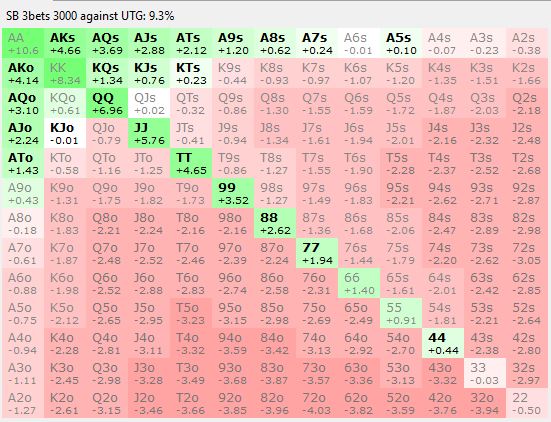 SB 3bets 3000 against UTG: 9.3%
AA AKs AQs AJs ATs A9s A8s A7s A6s A5s A4s A3s A2s
+10.6 +4.66 +3.69 +2.88 +2.12 +1.20 +0.62 +0.24 -0.01 +0.10 -0.07 -0.23 -0.38
AKo KK KQs KJs KTs K9s K8s K7s K6s K5s K4s K3s K2s
+4.14 +8.34 +1.34 +0.76 +0.23 -0.44 -0.93 -0.97 -1.07 -1.20 -1.35 -1.51 -1.66
AQo KQo QQ QJs QTs Q9s Q8s Q7s Q6s Q5s Q4s Q3s Q2s
+3.10 +0.61 +6.96 +0.02 -0.32 -0.86 -1.30 -1.55 -1.59 -1.72 -1.87 -2.03 -2.18
AJo KJo QJo JJ JTs J9s J8s J7s J6s J5s J4s J3s J2s
+2.24 -0.01 -0.79 +5.76 -0.41 -0.94 -1.34 -1.61 -1.94 -2.01 -2.16 -2.32 -2.48
ATo KTo QTo JTo TT T9s T8s T7s T6s T5s T4s T3s T2s
+1.43 -0.58 -1.16 -1.25 +4.65 -0.86 -1.27 -1.55 -1.90 -2.28 -2.37 -2.52 -2.68
A9o K9o Q9o J9o T9o 99 98s 97s 96s 95s 94s 93s 92s
+0.43 -1.31 -1.75 -1.82 -1.73 +3.52 -1.27 -1.49 -1.83 -2.21 -2.62 -2.71 -2.87
A8o K8o Q8o J8o T8o 98o 88 87s 86s 85s 84s 83s 82s
-0.18 -1.83 -2.21 -2.24 -2.16 -2.16 +2.62 -1.36 -1.68 -2.06 -2.47 -2.89 -2.98
A7o K7o Q7o J7o T7o 97o 87o 77 76s 75s 74s 73s 72s
-0.61 -1.87 -2.48 -2.52 -2.46 -2.39 -2.24 +1.94 -1.44 -1.79 -2.20 -2.62 -3.05
A6o K6o Q6o J6o T6o 96o 86o 76o 66 65s 64s 63s 62s
-0.88 -1.98 -2.52 -2.88 -2.83 -2.74 -2.58 -2.31 +1.40 -1.61 -2.01 -2.42 -2.85
A5o K5o Q5o J5o T5o 95o 85o 75o 65o 55 54s 53s 52s
-0.75 -2.12 -2.65 -2.95 -3.23 -3.15 -2.98 -2.69 -2.49 +0.91 -1.81 -2.21 -2.64
A4o K4o Q4o J4o T4o 94o 84o 74o 64o 54o 44 43s 42s
-0.94 -2.28 -2.81 -3.11 -3.32 -3.59 -3.42 -3.13 -2.92 -2.70 +0.44 -2.38 -2.80
A3o K3o Q3o J3o T3o 93o 83o 73o 63o 53o 43o 33 32s
-1.11 -2.45 -2.98 -3.28 -3.49 -3.68 -3.87 -3.57 -3.36 -3.13 -3.32 -0.03 -2.97
A2o K2o Q2o J2o T2o 92o 82o 72o 62o 52o 42o 32o 22
-1.27 -2.61 -3.15 -3.46 -3.66 -3.85 -3.96 -4.03 -3.82 -3.59 -3.76 -3.94 -0.50